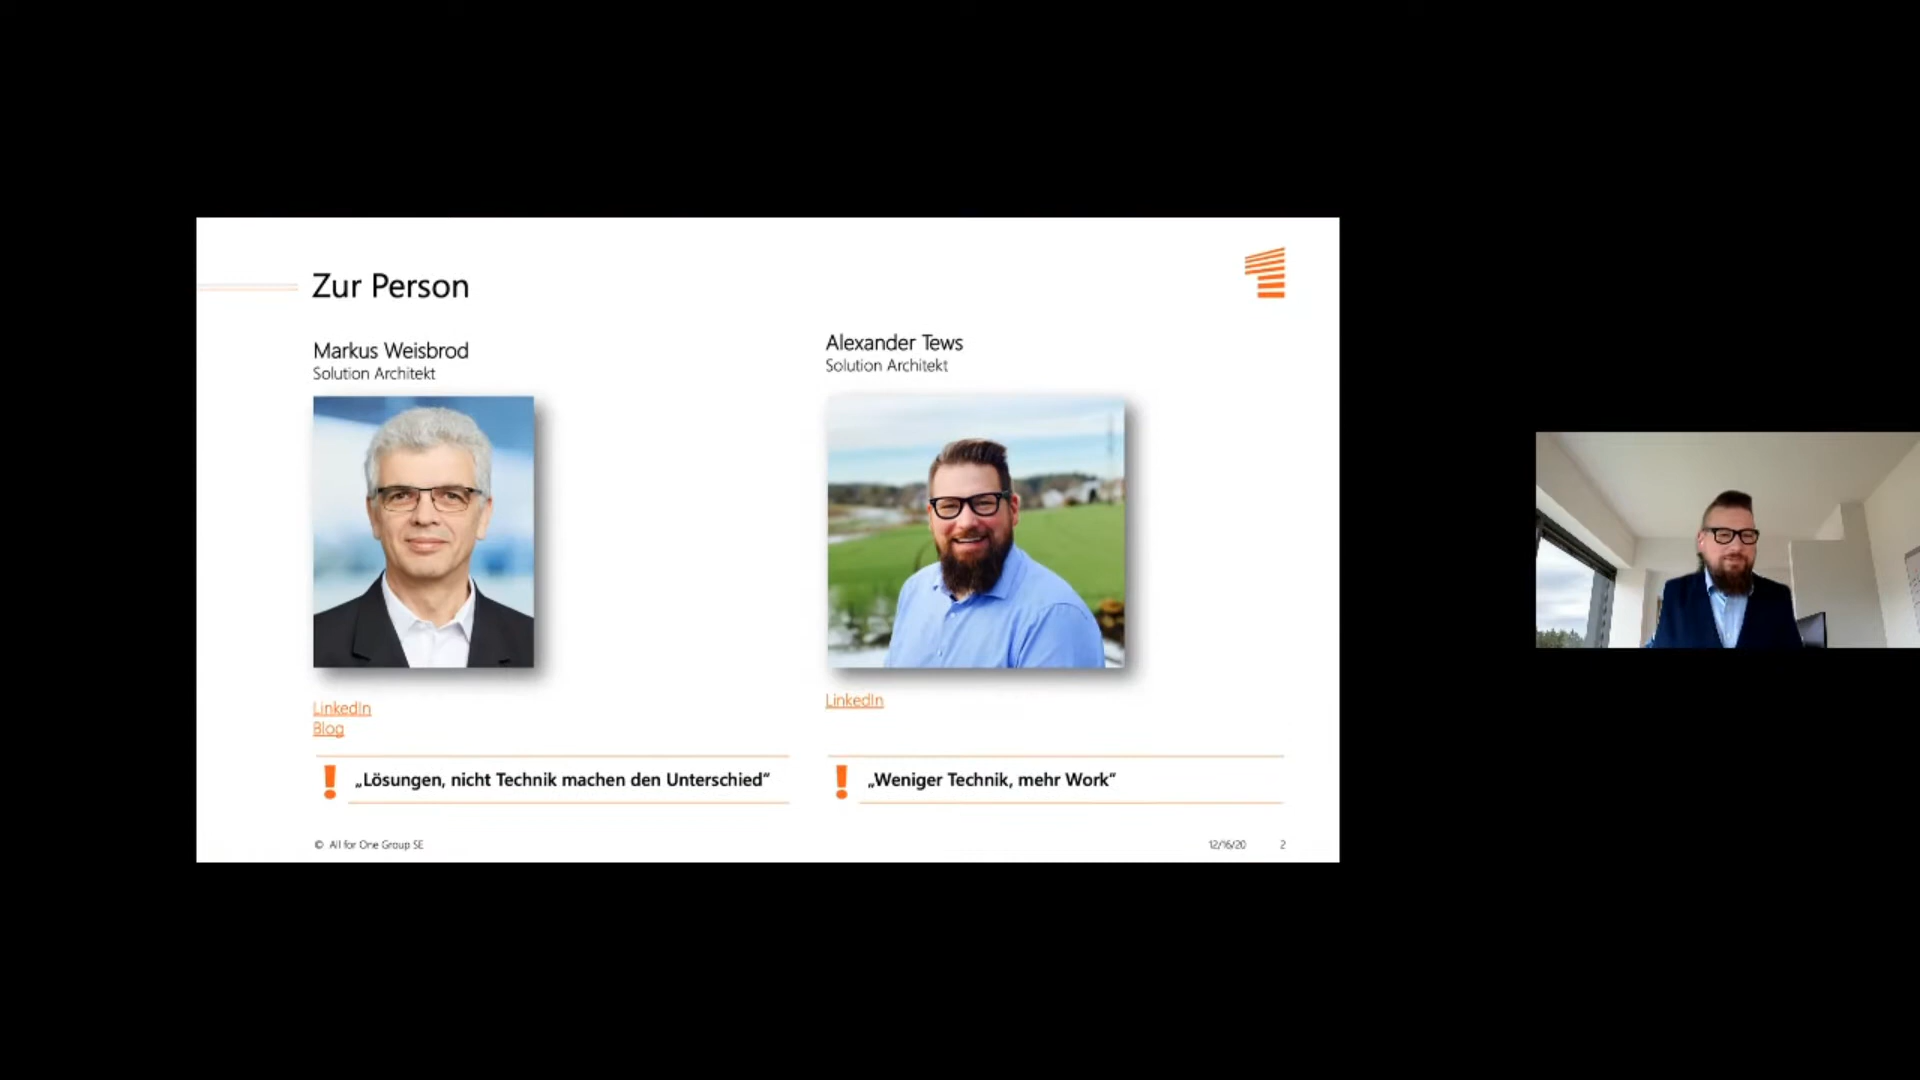 Zur Person
Markus Weisbrod
Solution Architekt
LinkedIn
Blog
„Lösungen, nicht Technik machen den Unterschied“
Alexander Tews
Solution Architekt
LinkedIn
„Weniger Technik, mehr Work“
© All for One Group SE
12/16/20
2